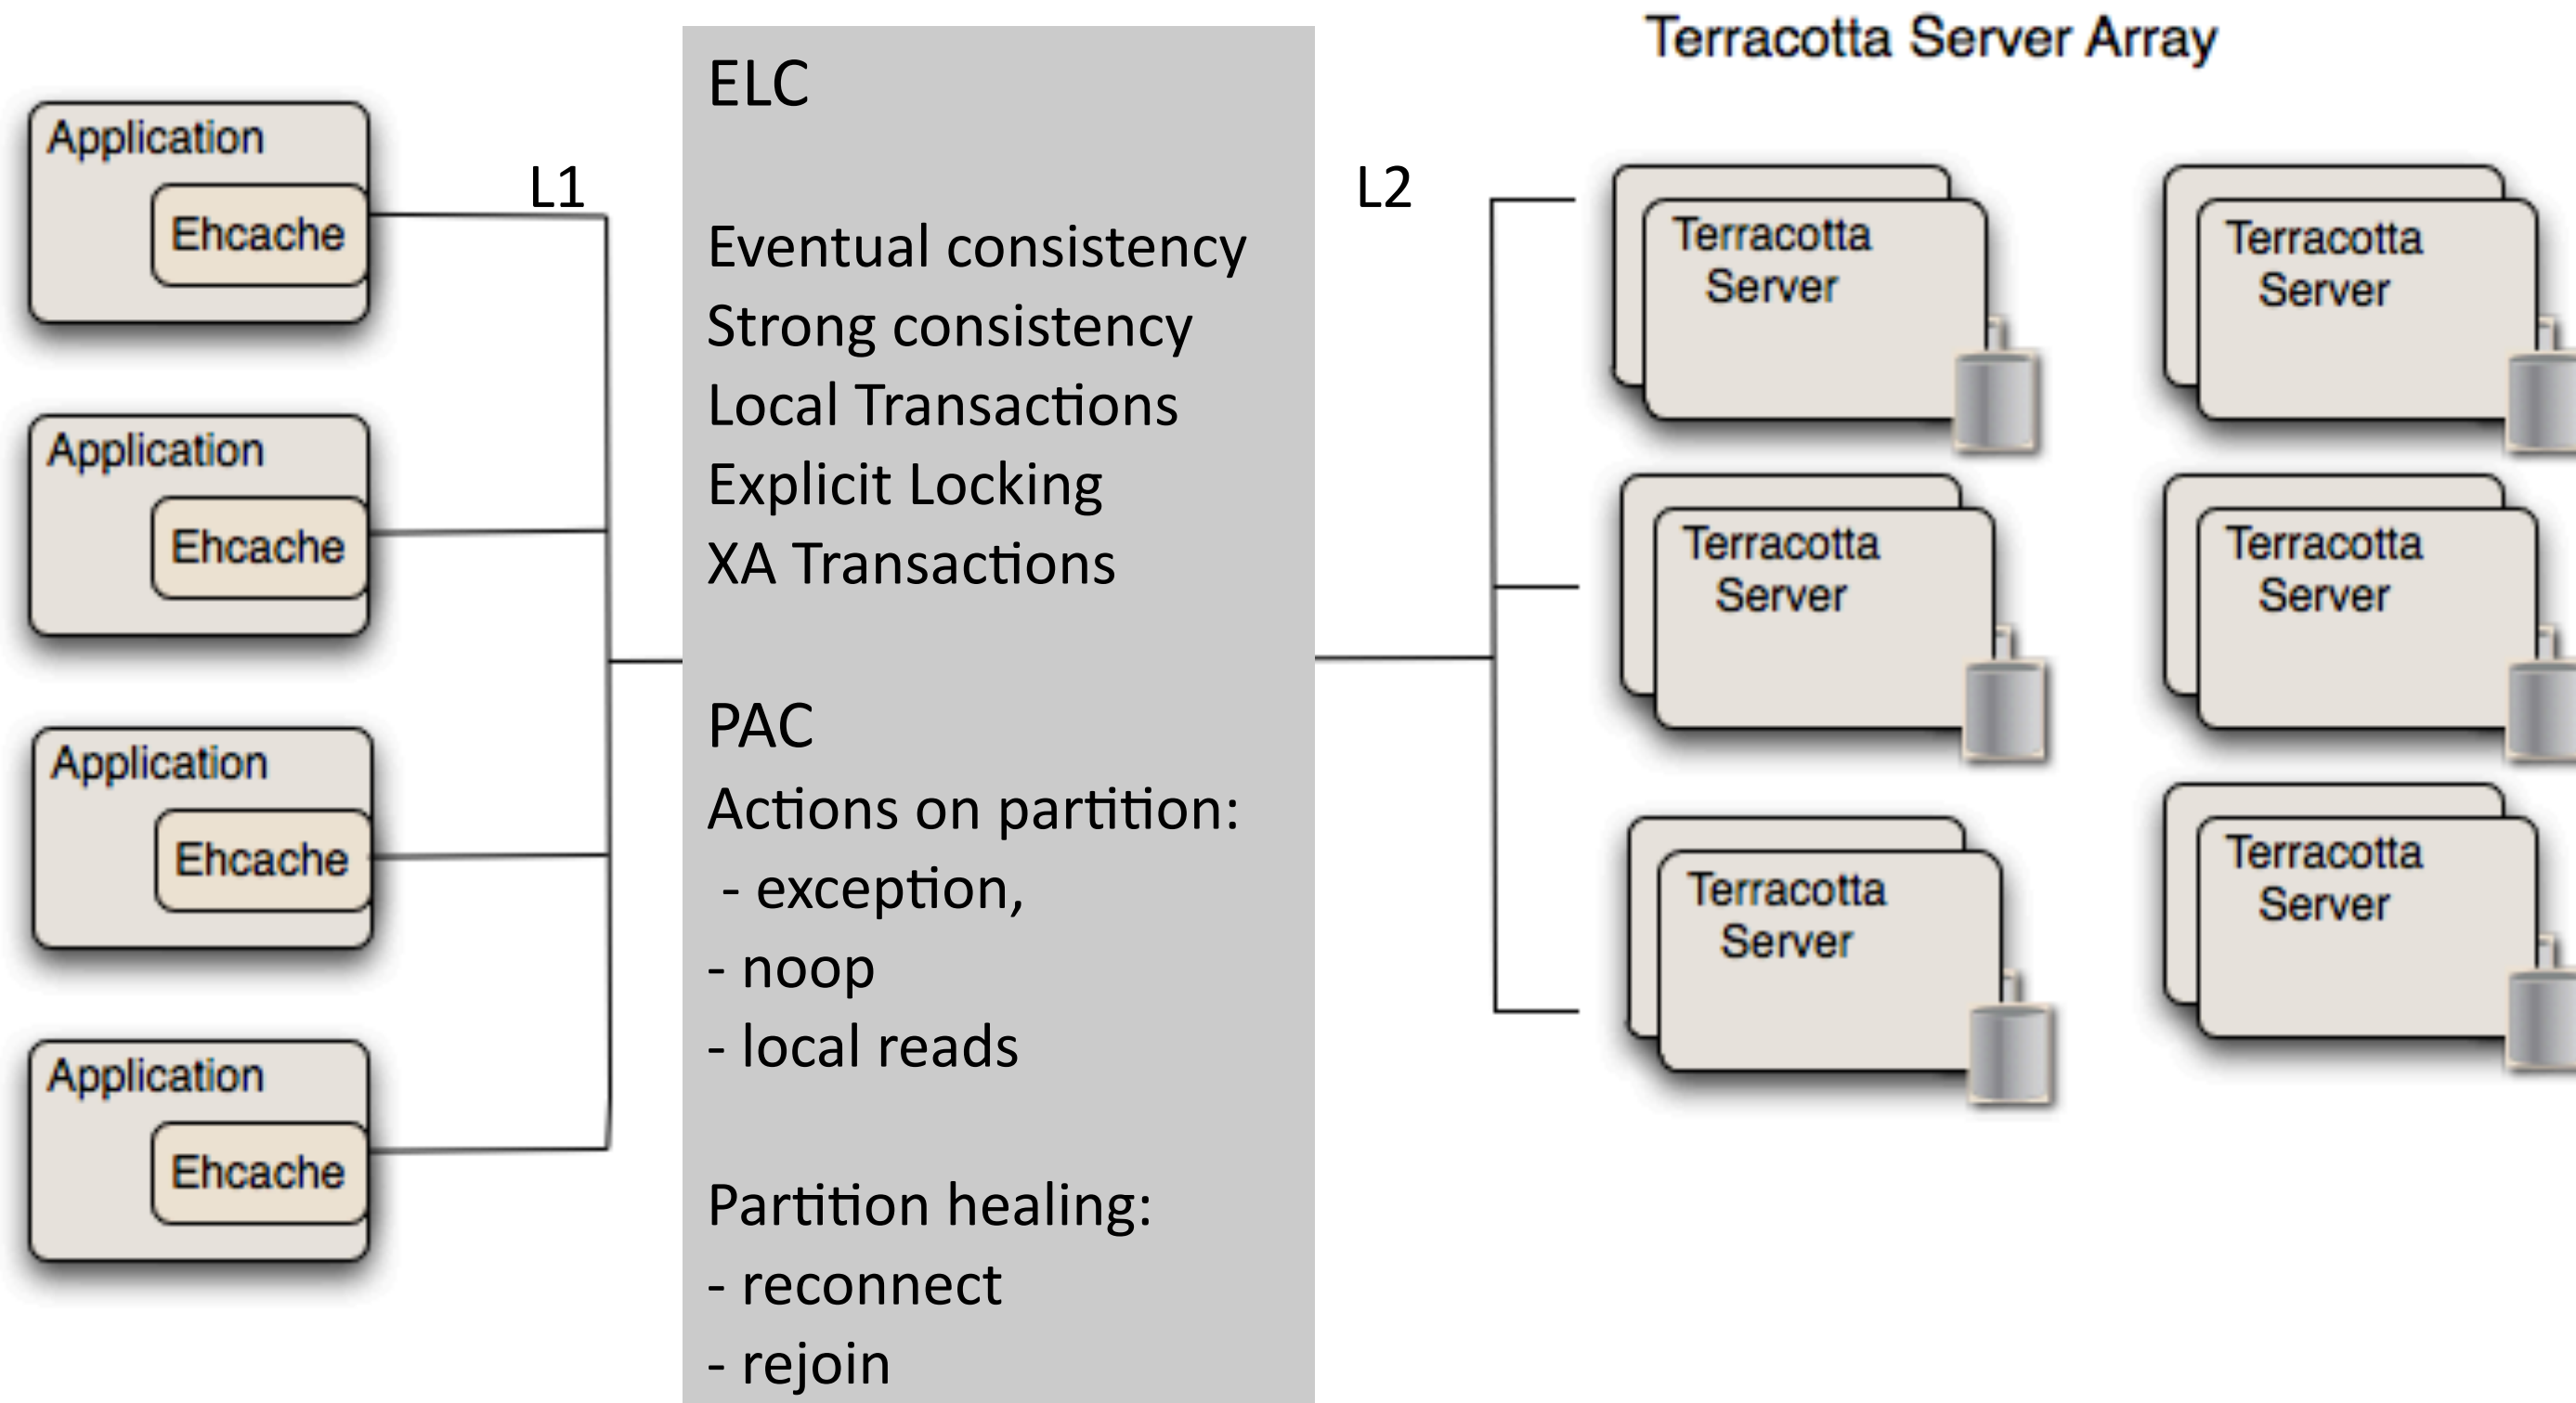 Terracotta Server Array
Application
Ehcache
Application
Ehcache
Application
Ehcache
Application
Ehcache
L1
ELC
Eventual consistency
Strong consistency
Local Transactions
Explicit Locking
XA Transactions
PAC
Actions on partition:
- exception,
- noop
- local reads
Partition healing:
- reconnect
- rejoin
L2
Terracotta
Server
Terracotta
Server
Terracotta
Server
Terracotta
Server
Terracotta
Server
Terracotta
Server